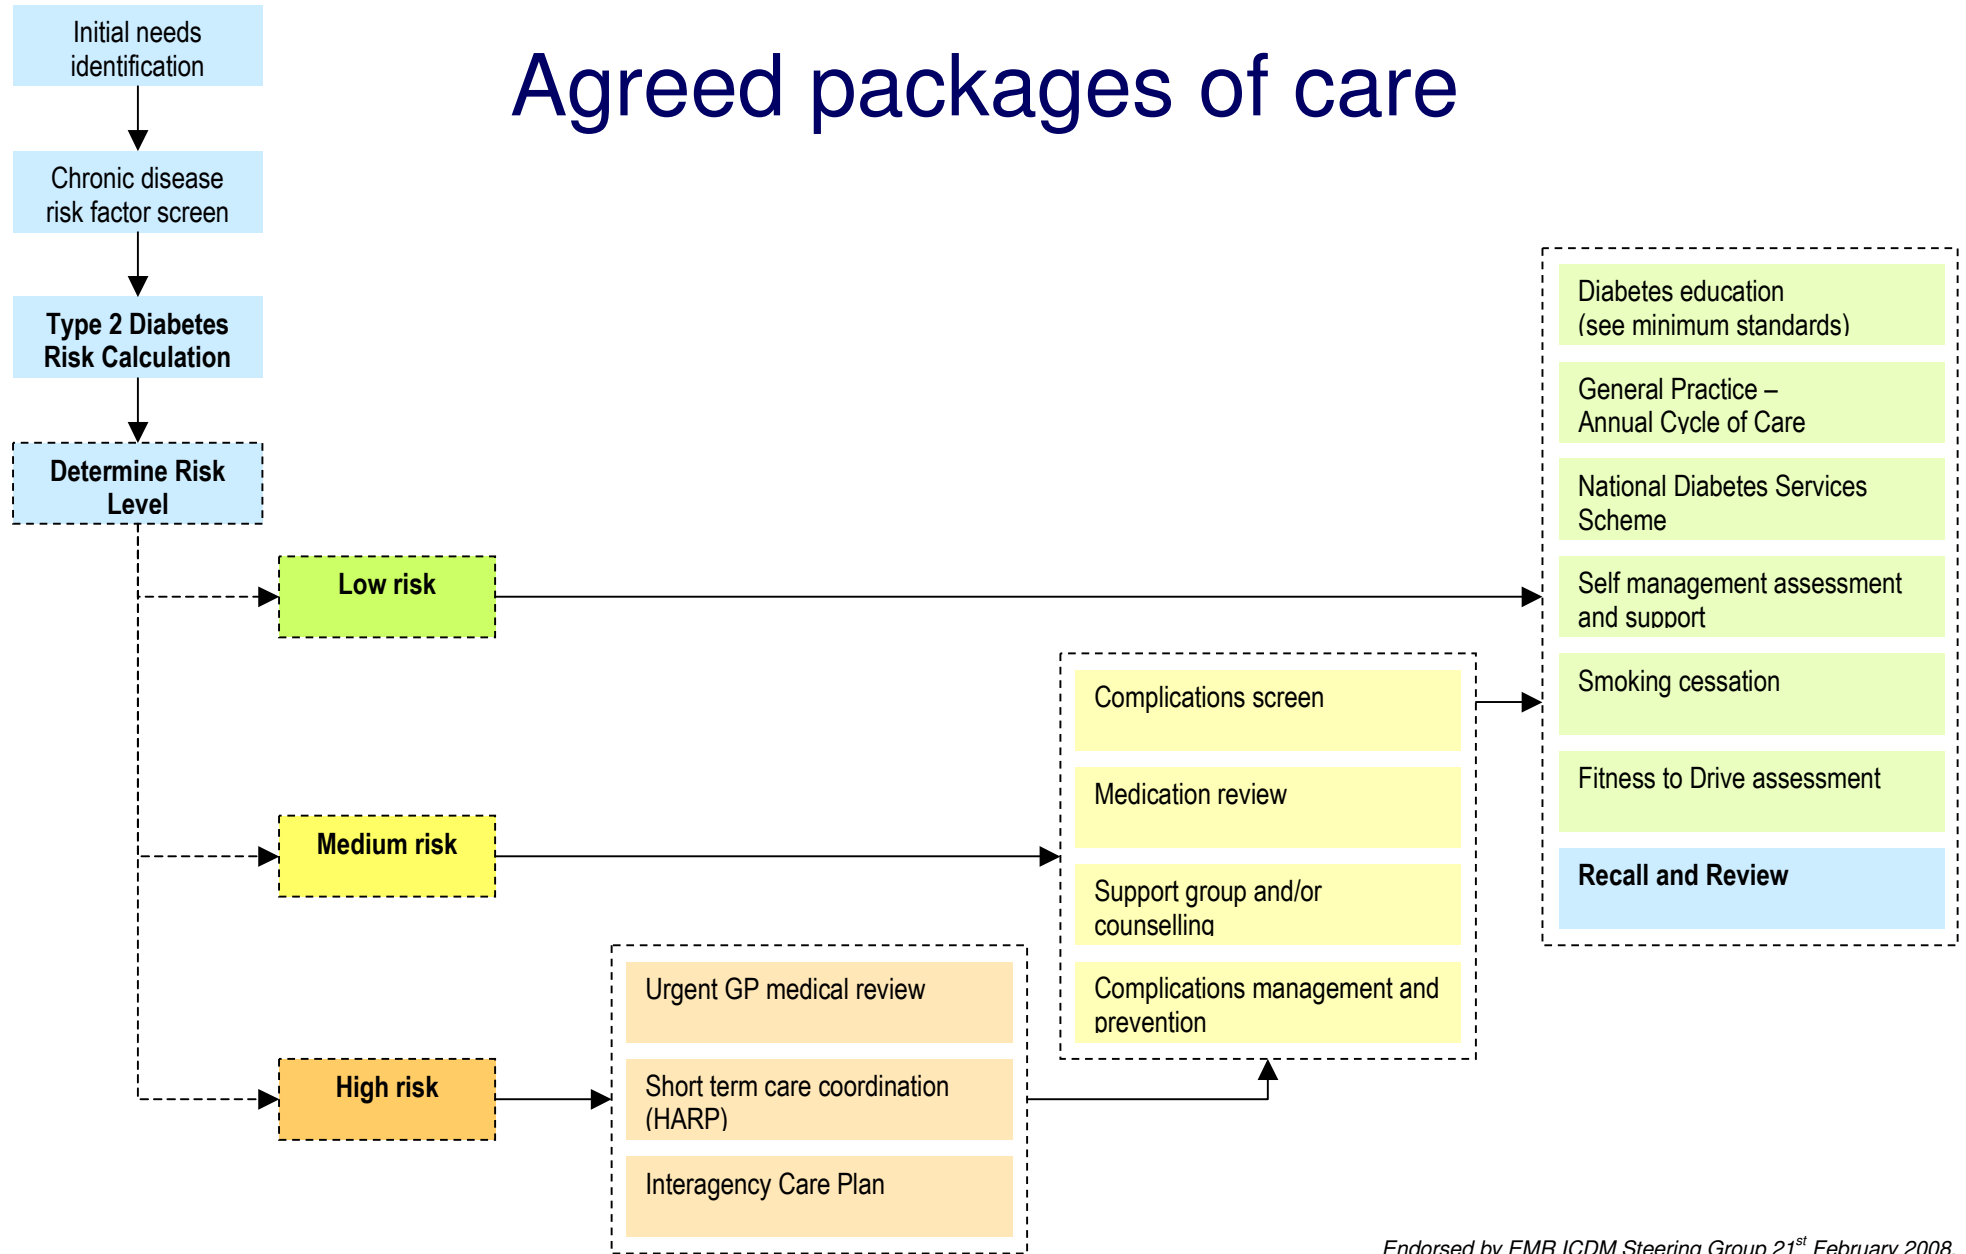 Agreed packages of care
Initial needs
identification
Chronic disease
risk factor screen
Type 2 Diabetes
Risk Calculation
Determine Risk
Level
Low risk
Medium risk
High risk
Urgent GP medical review
Short term care coordination
(HARP)
Interagency Care Plan
Complications screen
Medication review
Support group and/or
counselling
Complications management and
prevention
Diabetes education
(see minimum standards)
General Practice –
Annual Cycle of Care
National Diabetes Services
Scheme
Self management assessment
and support
Smoking cessation
Fitness to Drive assessment
Recall and Review
Endorsed by EMR ICDM Steering Group 21st February 2008.